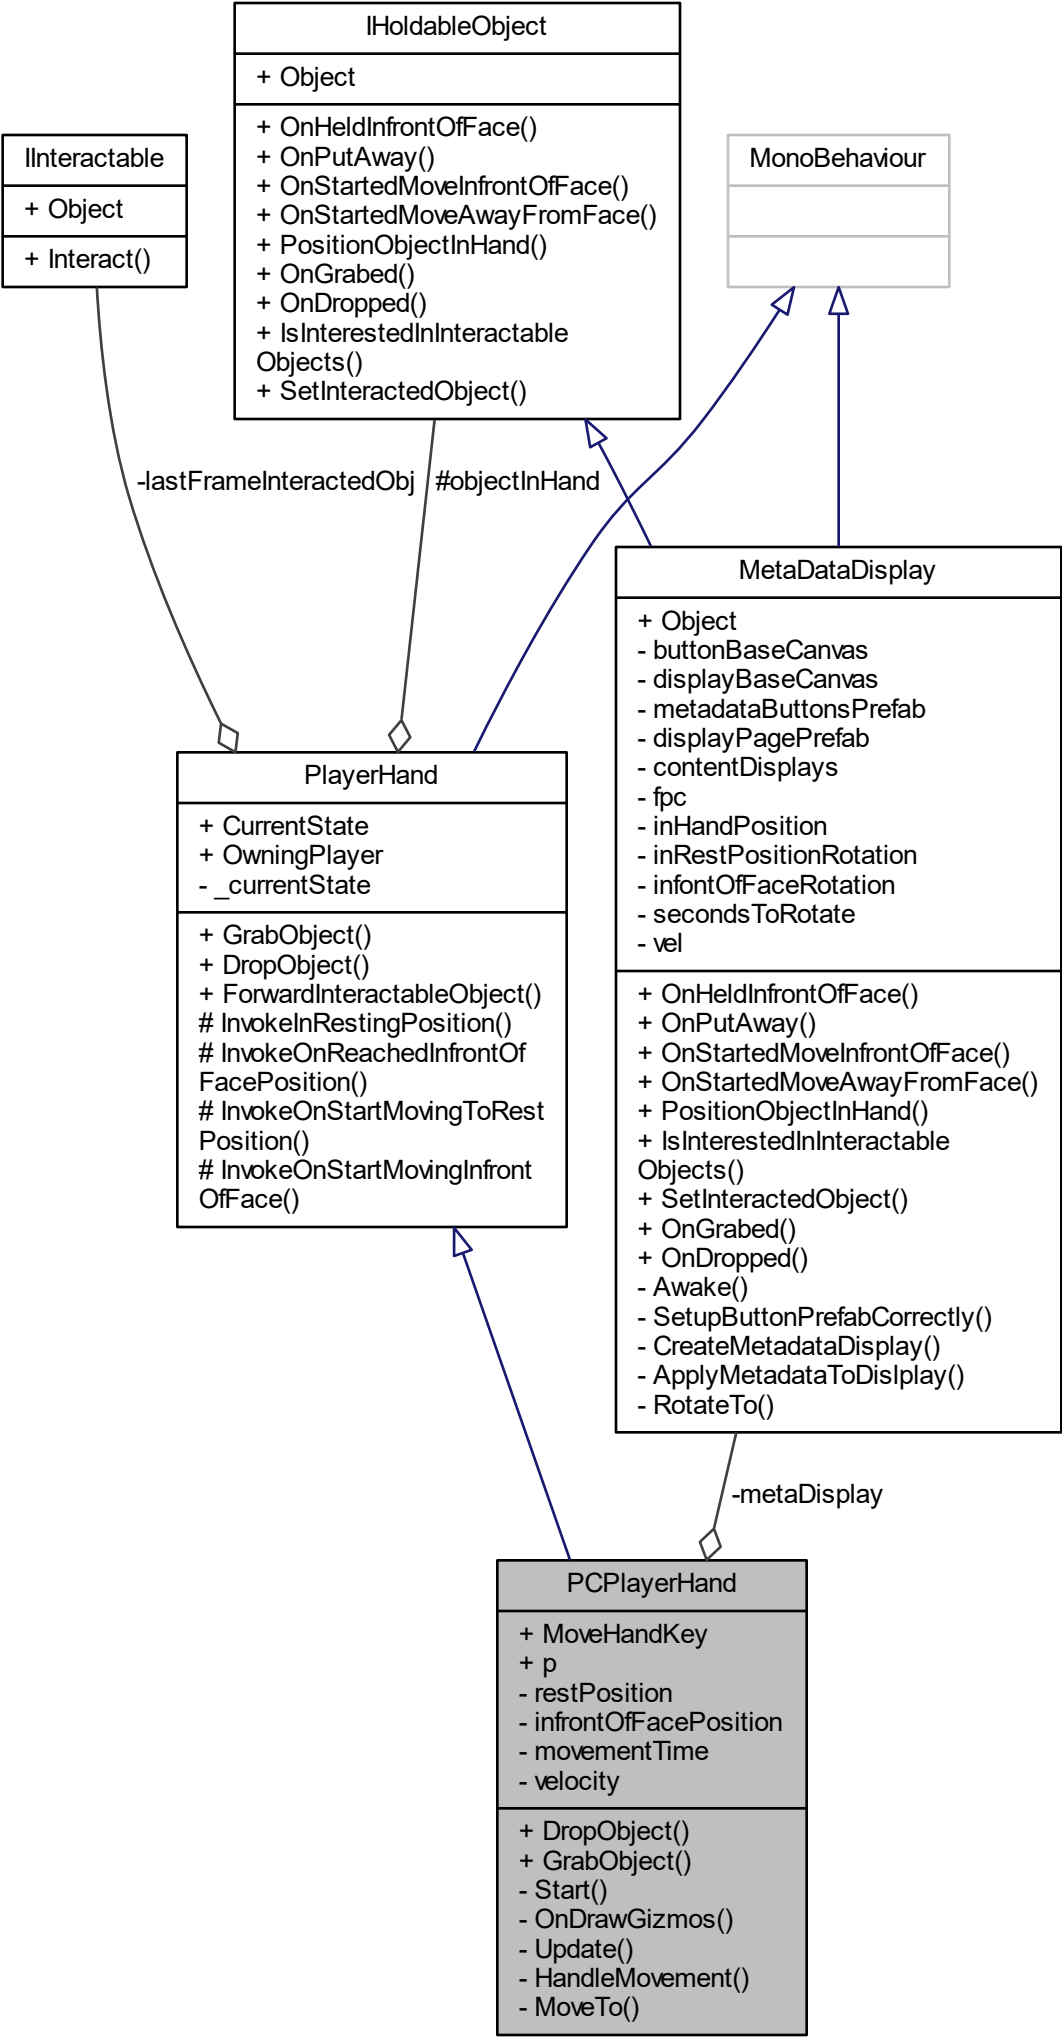 IHoldableObject
+ Object
+ OnHeldInfrontOfFace()
+ OnPutAway()
+ OnStartedMoveInfrontOfFace()
+ OnStartedMoveAwayFromFace()
+ PositionObjectInHand()
+ OnGrabed()
+ OnDropped()
+ IsInterestedInInteractable
Objects()
+ SetInteractedObject()
IInteractable
+ Object
+ Interact()
MonoBehaviour
-lastFrameInteractedObj
#objectInHand
MetaDataDisplay
+ Object
- buttonBaseCanvas
- displayBaseCanvas
- metadataButtonsPrefab
- displayPagePrefab
- contentDisplays
- fpc
- inHandPosition
- inRestPositionRotation
- infontOfFaceRotation
- secondsToRotate
- vel
+ OnHeldInfrontOfFace()
+ OnPutAway()
+ OnStartedMoveInfrontOfFace()
+ OnStartedMoveAwayFromFace()
+ PositionObjectInHand()
+ IsInterestedInInteractable
Objects()
+ SetInteractedObject()
+ OnGrabed()
+ OnDropped()
- Awake()
- SetupButtonPrefabCorrectly()
- CreateMetadataDisplay()
- ApplyMetadataToDislplay()
- RotateTo()
PlayerHand
+ CurrentState
+ OwningPlayer
- _currentState
+ GrabObject()
+ DropObject()
+ ForwardInteractableObject()
# InvokeInRestingPosition()
# InvokeOnReachedInfrontOf
FacePosition()
# InvokeOnStartMovingToRest
Position()
# InvokeOnStartMovingInfront
OfFace()
-metaDisplay
PCPlayerHand
+ MoveHandKey
+ p
- restPosition
- infrontOfFacePosition
- movementTime
- velocity
+ DropObject()
+ GrabObject()
- Start()
- OnDrawGizmos()
- Update()
- HandleMovement()
- MoveTo()